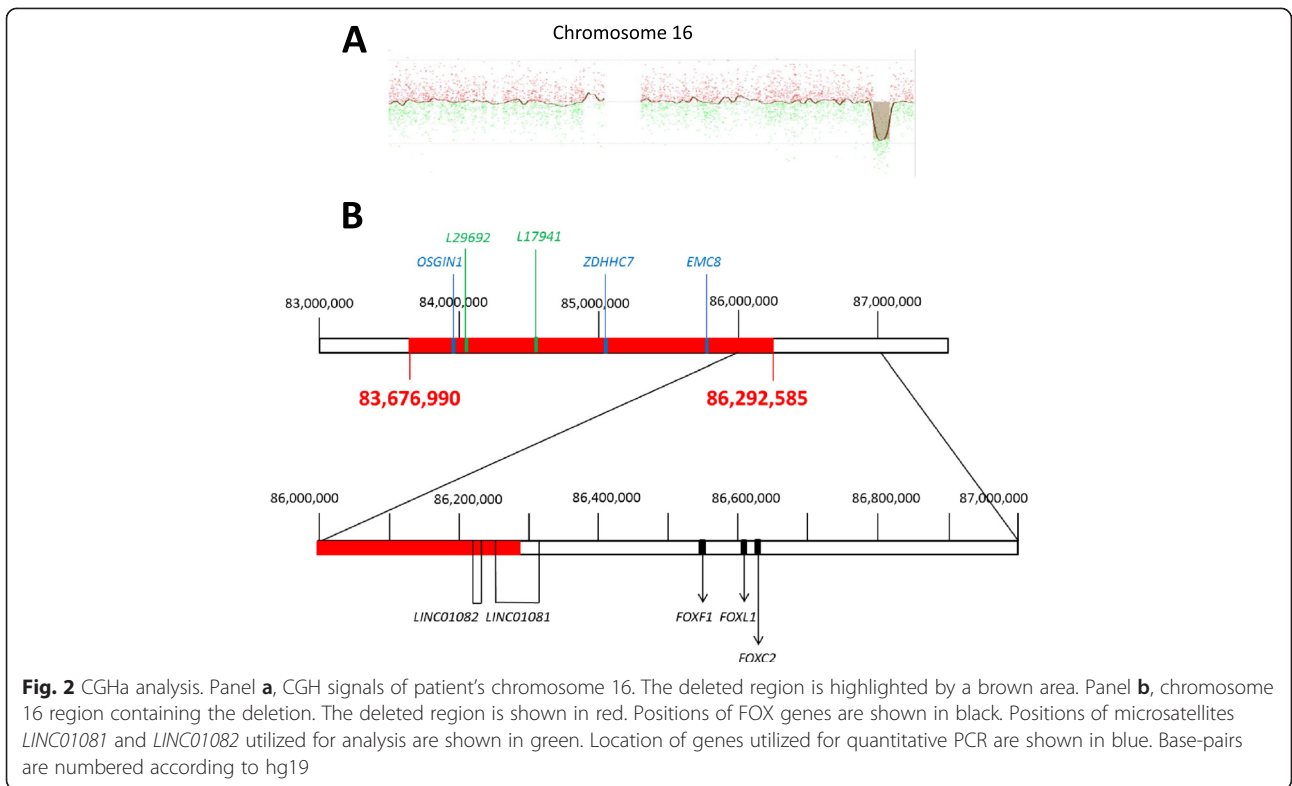 A
Chromosome 16
B
L29692 L17941
OSGIN1 ZDHHC7 EMC8
83,000,000 84,000,000 85,000,000 86,000,000 87,000,000
83,676,990 86,292,585
86,000,000 86,200,000 86,400,000 86,600,000 86,800,000 87,000,000
LINC01082 LINC01081 FOXF1 FOXL1
FOXC2
Fig. 2 CGHa analysis. Panel a, CGH signals of patient's chromosome 16. The deleted region is highlighted by a brown area. Panel b, chromosome
16 region containing the deletion. The deleted region is shown in red. Positions of FOX genes are shown in black. Positions of microsatellites
LINC01081 and LINC01082 utilized for analysis are shown in green. Location of genes utilized for quantitative PCR are shown in blue. Base-pairs
are numbered according to hg19